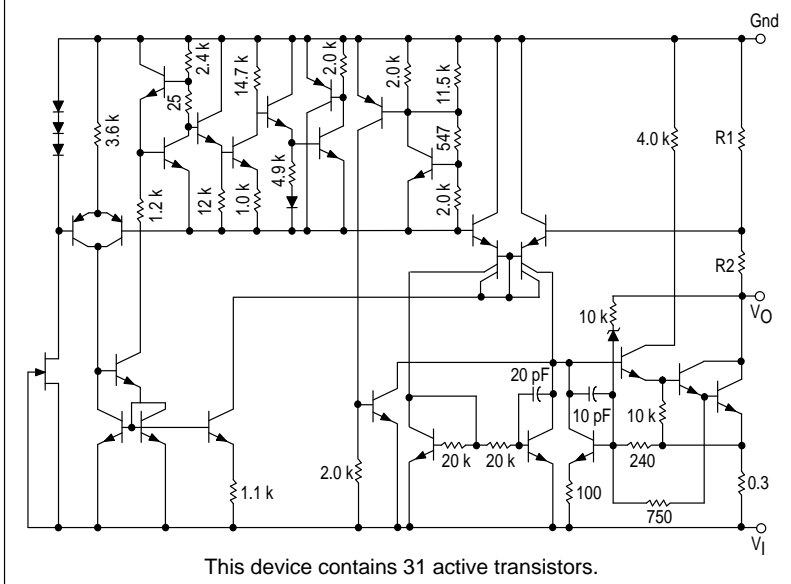 Gnd
2.4 k
25
3.6 k
14.7 k
2.0 k
2.0 k
11.5 k
547
4.0 k
R1
1.2 k
12 k
1.0 k
4.9 k
2.0 k
R2
VO
10 k
20 pF
10 pF
10 k
2.0 k
20 k
20 k
240
1.1 k
100
750
0.3
VI
This device contains 31 active transistors.